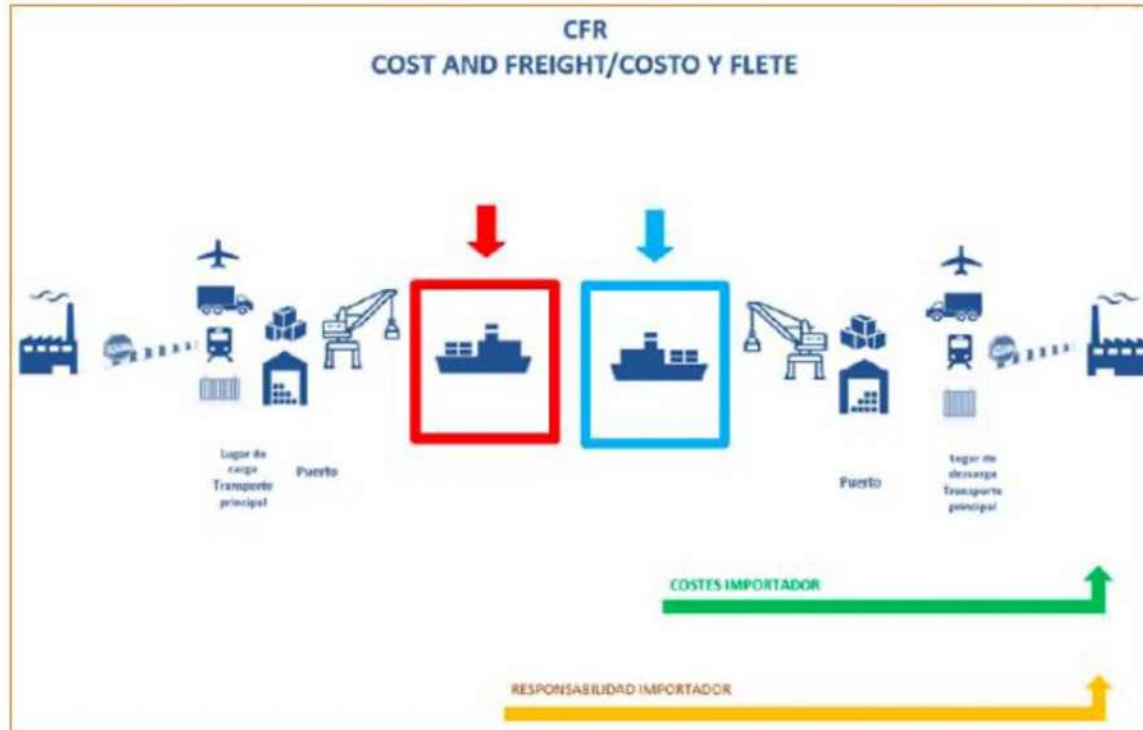 CFR
COST AND FREIGHT/COSTO Y FLETE
Lugar de
carga
Transporte
principal
Puerto
Puerto
Lugar de
descarga
Transporte
principal
COSTES IMPORTADOR
RESPONSABILIDAD IMPORTADOR